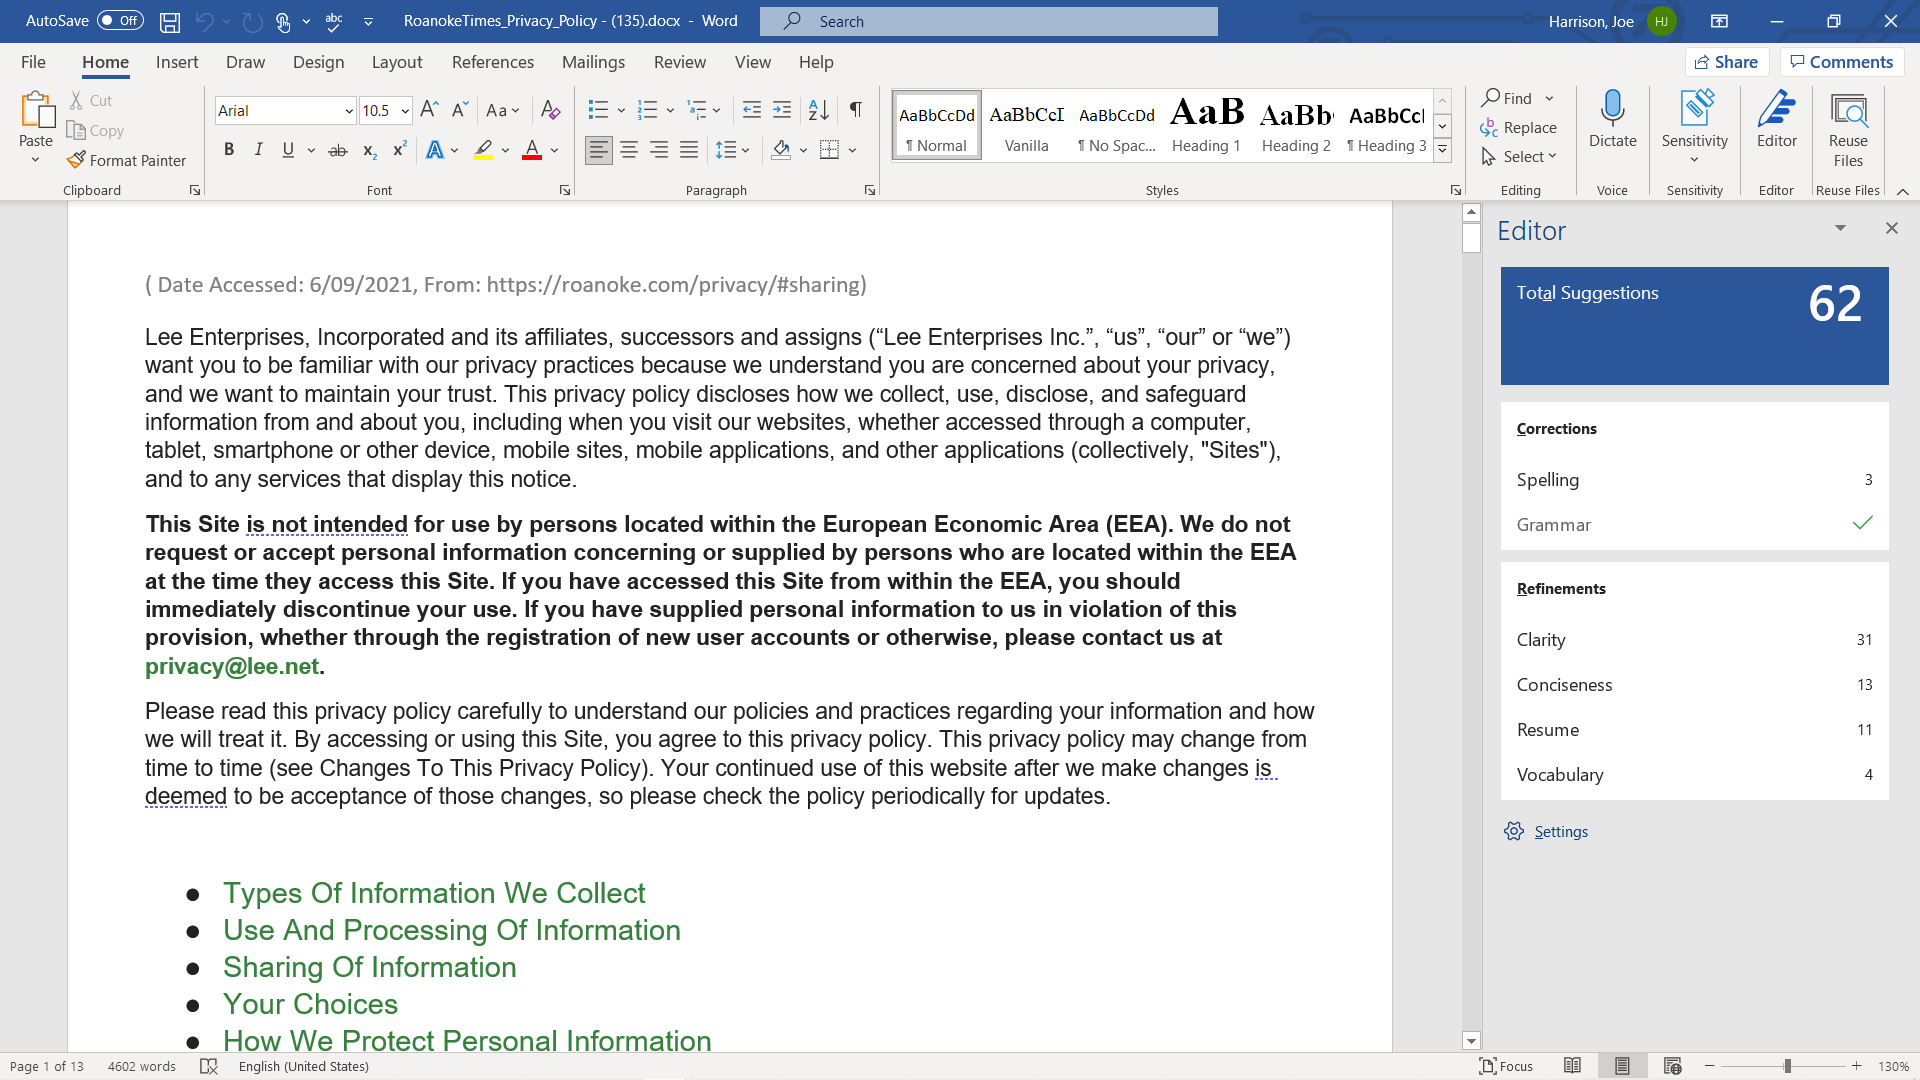 AutoSave Off RoanokeTimes_Privacy_Policy - (135).docx - Word Search Harrison, Joe HJ
File Home Insert Draw Design Layout References Mailings Review View Help Share Comments
Paste Cut Copy Format Painter Clipboard
Arial 10.5 Font
Paragraph
AaBbCcDd AaBbCcI AaBbCcDd AaB AaBb AaBbCc
¶ Normal Vanilla ¶ No Spac... Heading 1 Heading 2 ¶ Heading 3
Styles
Find Replace Select Editing
Dictate Voice
Sensitivity Sensitivity
Editor Editor
Reuse Files Reuse Files
( Date Accessed: 6/09/2021, From: https://roanoke.com/privacy/#sharing)
Lee Enterprises, Incorporated and its affiliates, successors and assigns (“Lee Enterprises Inc.”, “us”, “our” or “we”)
want you to be familiar with our privacy practices because we understand you are concerned about your privacy,
and we want to maintain your trust. This privacy policy discloses how we collect, use, disclose, and safeguard
information from and about you, including when you visit our websites, whether accessed through a computer,
tablet, smartphone or other device, mobile sites, mobile applications, and other applications (collectively, "Sites"),
and to any services that display this notice.
This Site is not intended for use by persons located within the European Economic Area (EEA). We do not
request or accept personal information concerning or supplied by persons who are located within the EEA
at the time they access this Site. If you have accessed this Site from within the EEA, you should
immediately discontinue your use. If you have supplied personal information to us in violation of this
provision, whether through the registration of new user accounts or otherwise, please contact us at
privacy@lee.net.
Please read this privacy policy carefully to understand our policies and practices regarding your information and how
we will treat it. By accessing or using this Site, you agree to this privacy policy. This privacy policy may change from
time to time (see Changes To This Privacy Policy). Your continued use of this website after we make changes is
deemed to be acceptance of those changes, so please check the policy periodically for updates.
● Types Of Information We Collect
● Use And Processing Of Information
● Sharing Of Information
● Your Choices
● How We Protect Personal Information
Editor
Total Suggestions 62
Corrections
Spelling 3
Grammar
Refinements
Clarity 31
Conciseness 13
Resume 11
Vocabulary 4
Settings
Page 1 of 13 4602 words English (United States) Focus 130%